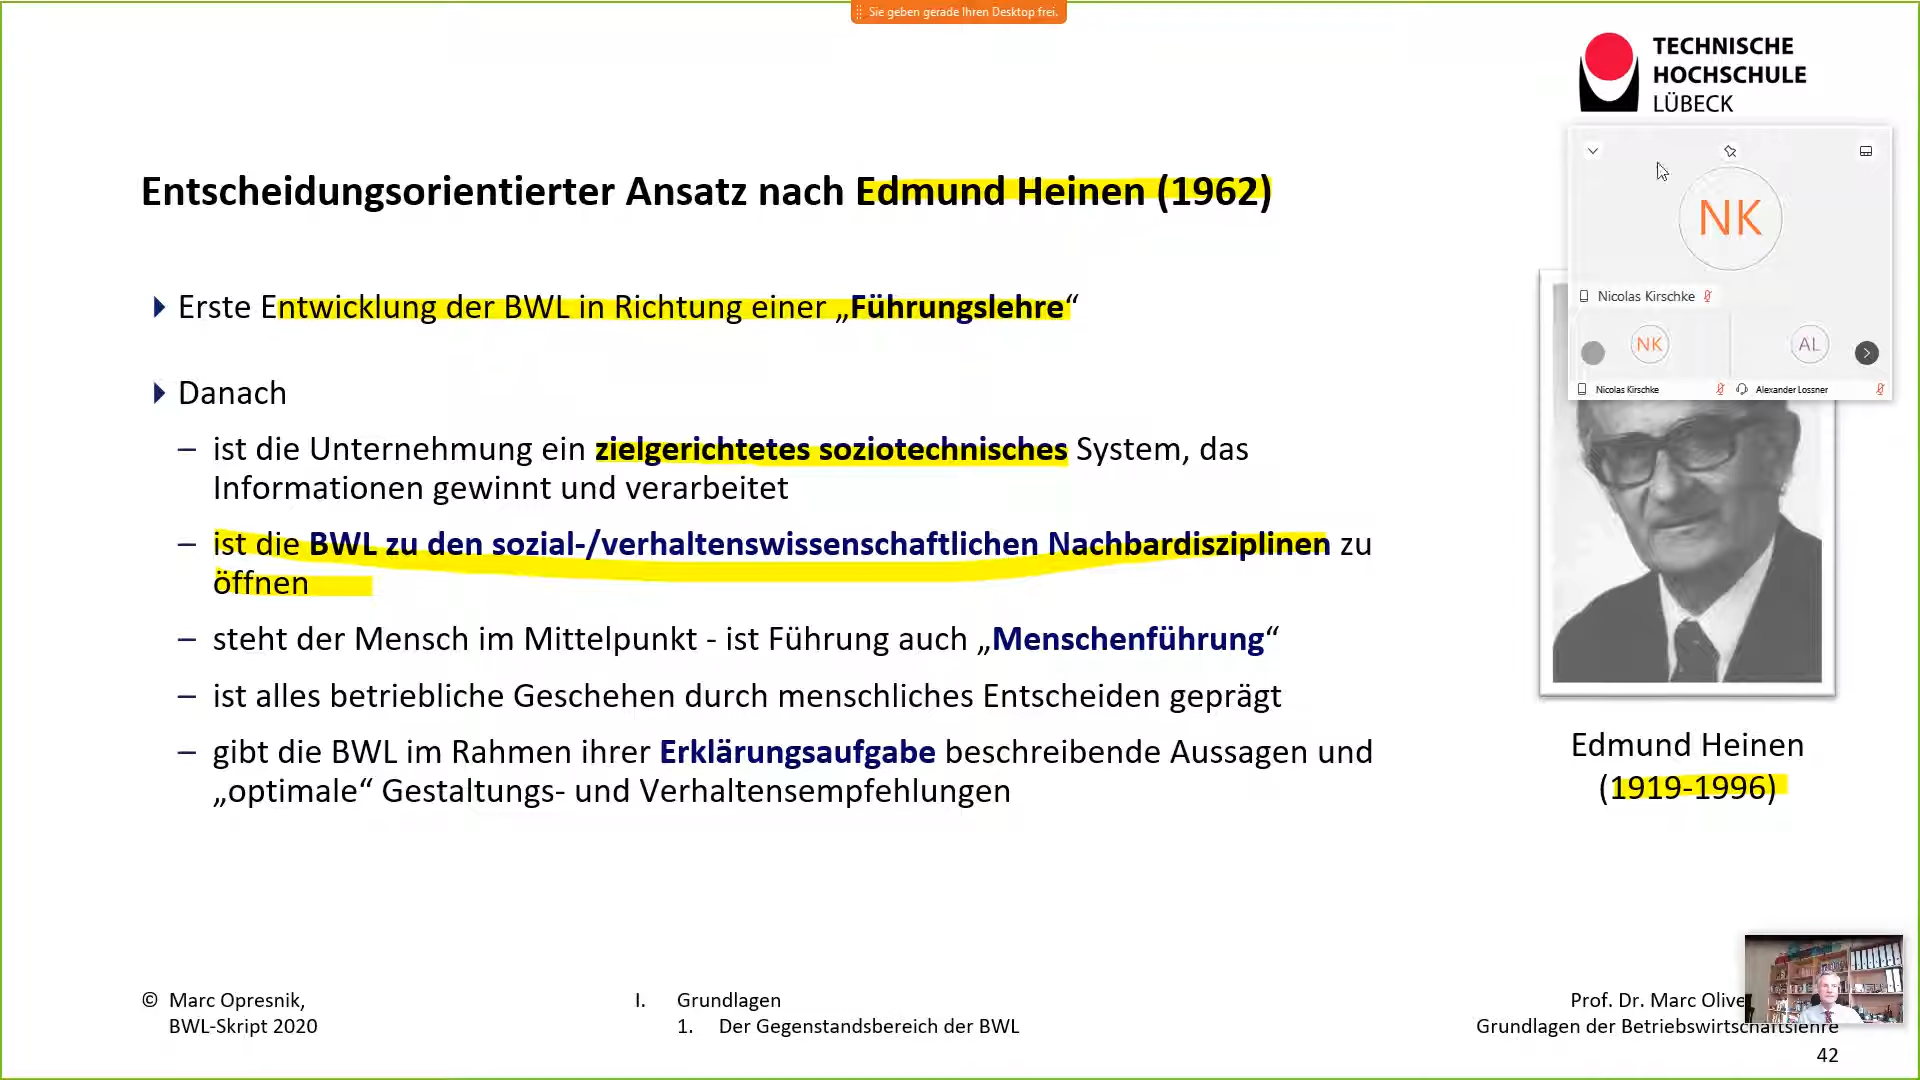 Sie geben gerade Ihren Desktop frei.
TECHNISCHE
HOCHSCHULE
LÜBECK
Entscheidungsorientierter Ansatz nach Edmund Heinen (1962)
Erste Entwicklung der BWL in Richtung einer „Führungslehre“
Danach
– ist die Unternehmung ein zielgerichtetes soziotechnisches System, das
Informationen gewinnt und verarbeitet
– ist die BWL zu den sozial-/verhaltenswissenschaftlichen Nachbardisziplinen zu
öffnen
– steht der Mensch im Mittelpunkt - ist Führung auch „Menschenführung“
– ist alles betriebliche Geschehen durch menschliches Entscheiden geprägt
– gibt die BWL im Rahmen ihrer Erklärungsaufgabe beschreibende Aussagen und
„optimale“ Gestaltungs- und Verhaltensempfehlungen
NK
Nicolas Kirschke
NK
AL
Nicolas Kirschke
Alexander Lossner
Edmund Heinen
(1919-1996)
© Marc Opresnik,
BWL-Skript 2020
I. Grundlagen
1. Der Gegenstandsbereich der BWL
Prof. Dr. Marc Olive
Grundlagen der Betriebswirtschaftslehre
42